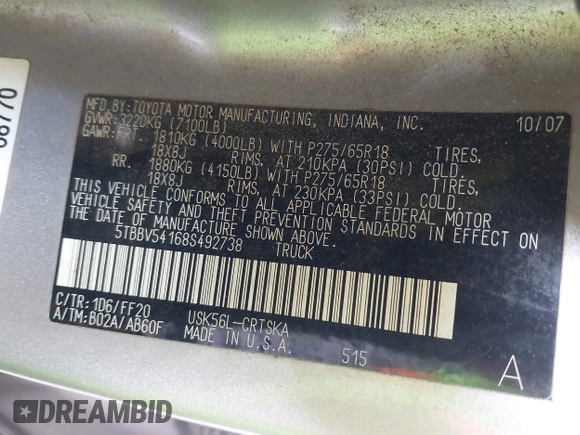 08770
MFD.BY:TOYOTA MOTOR MANUFACTURING, INDIANA, INC. 10/07
GVWR:3220KG (7100LB)
GAWR:FRT 1810KG (4000LB) WITH P275/65R18 TIRES,
18X8J RIMS, AT 210KPA (30PSI) COLD.
RR 1880KG (4150LB) WITH P275/65R18 TIRES,
18X8J RIMS, AT 230KPA (33PSI) COLD.
THIS VEHICLE CONFORMS TO ALL APPLICABLE FEDERAL MOTOR
VEHICLE SAFETY AND THEFT PREVENTION STANDARDS IN EFFECT ON
THE DATE OF MANUFACTURE SHOWN ABOVE.
5TBBV54168S492738 TRUCK
C/TR:1D6/FF20 USK56L-CRTSKA
A/TM:B02A/AB60F MADE IN U.S.A. 515 A
DREAMBID